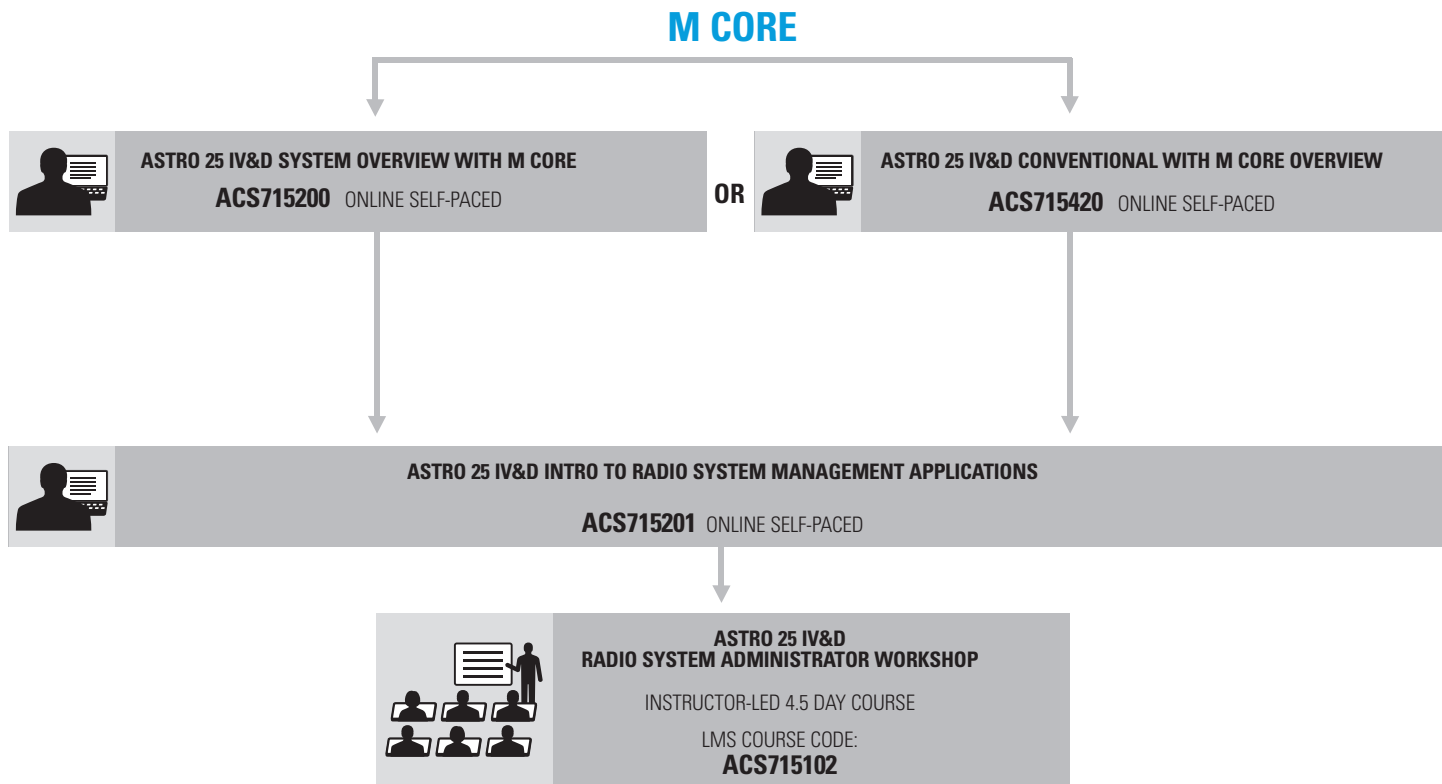 M CORE
ASTRO 25 IV&D SYSTEM OVERVIEW WITH M CORE
ACS715200 ONLINE SELF-PACED
OR
ASTRO 25 IV&D CONVENTIONAL WITH M CORE OVERVIEW
ACS715420 ONLINE SELF-PACED
ASTRO 25 IV&D INTRO TO RADIO SYSTEM MANAGEMENT APPLICATIONS
ACS715201 ONLINE SELF-PACED
ASTRO 25 IV&D
RADIO SYSTEM ADMINISTRATOR WORKSHOP
INSTRUCTOR-LED 4.5 DAY COURSE
LMS COURSE CODE:
ACS715102